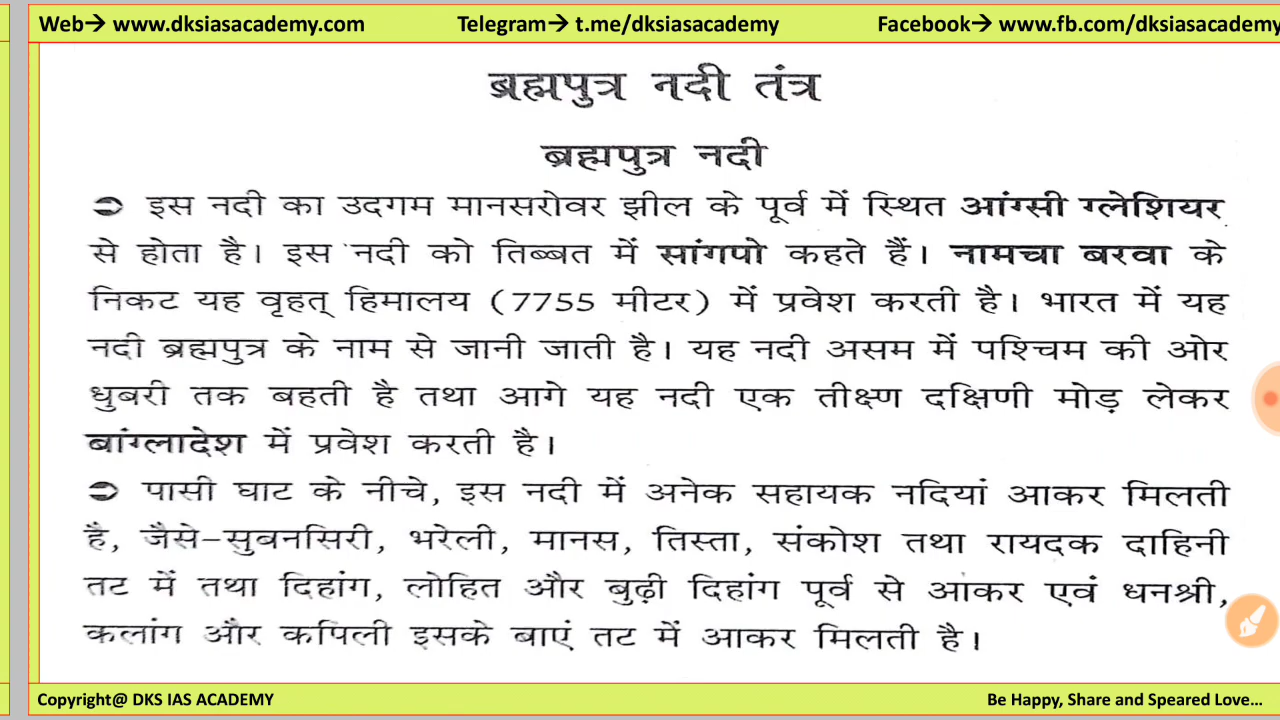 Web→ www.dksiasacademy.com Telegram→ t.me/dksiasacademy Facebook→ www.fb.com/dksiasacademy
ब्रह्मपुत्र नदी तंत्र
ब्रह्मपुत्र नदी
➲ इस नदी का उदगम मानसरोवर झील के पूर्व में स्थित आंग्सी ग्लेशियर
से होता है। इस नदी को तिब्बत में सांगपो कहते हैं। नामचा बरवा के
निकट यह वृहत् हिमालय (7755 मीटर) में प्रवेश करती है। भारत में यह
नदी ब्रह्मपुत्र के नाम से जानी जाती है। यह नदी असम में पश्चिम की ओर
धुबरी तक बहती है तथा आगे यह नदी एक तीक्ष्ण दक्षिणी मोड़ लेकर
बांग्लादेश में प्रवेश करती है।
➲ पासी घाट के नीचे, इस नदी में अनेक सहायक नदियां आकर मिलती
है, जैसे–सुबनसिरी, भरेली, मानस, तिस्ता, संकोश तथा रायदक दाहिनी
तट में तथा दिहांग, लोहित और बुढ़ी दिहांग पूर्व से आकर एवं धनश्री,
कलांग और कपिली इसके बाएं तट में आकर मिलती है।
Copyright@ DKS IAS ACADEMY Be Happy, Share and Speared Love...